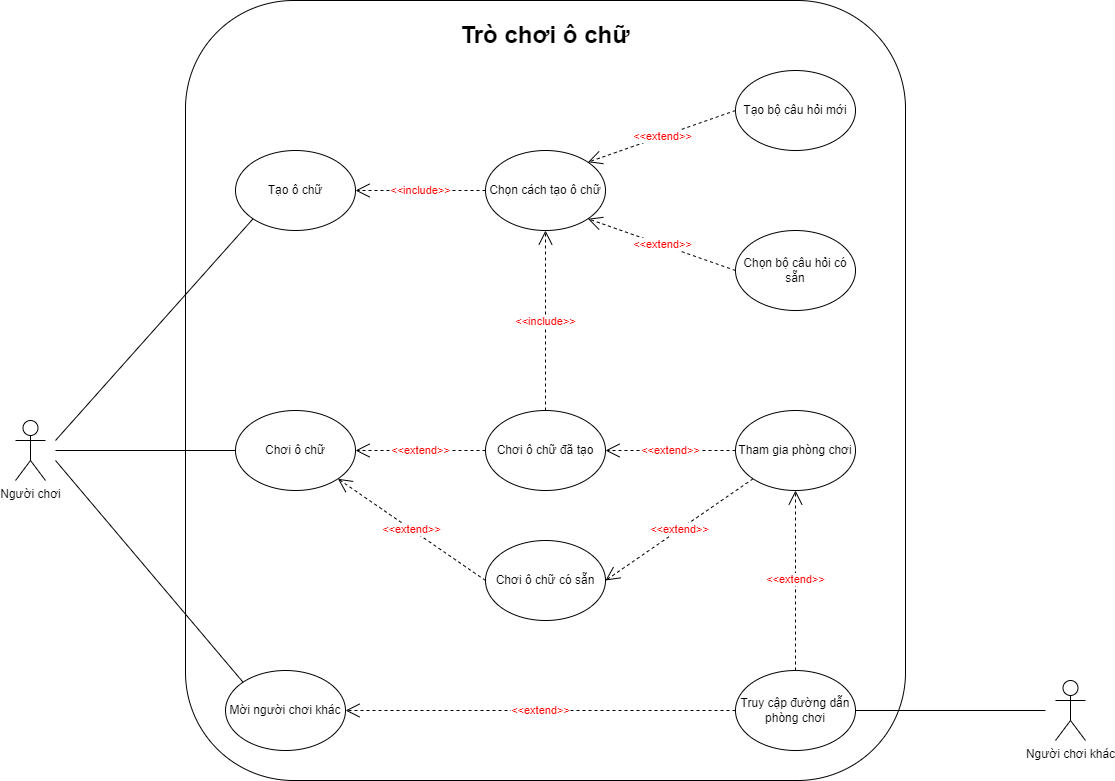 Trò chơi ô chữ
Tạo bộ câu hỏi mới
<<extend>>
Tạo ô chữ
<<include>>
Chọn cách tạo ô chữ
<<extend>>
Chọn bộ câu hỏi có
sẵn
<<include>>
Người chơi
Chơi ô chữ
<<extend>>
Chơi ô chữ đã tạo
<<extend>>
Tham gia phòng chơi
<<extend>>
<<extend>>
Chơi ô chữ có sẵn
<<extend>>
Mời người chơi khác
<<extend>>
Truy cập đường dẫn
phòng chơi
Người chơi khác